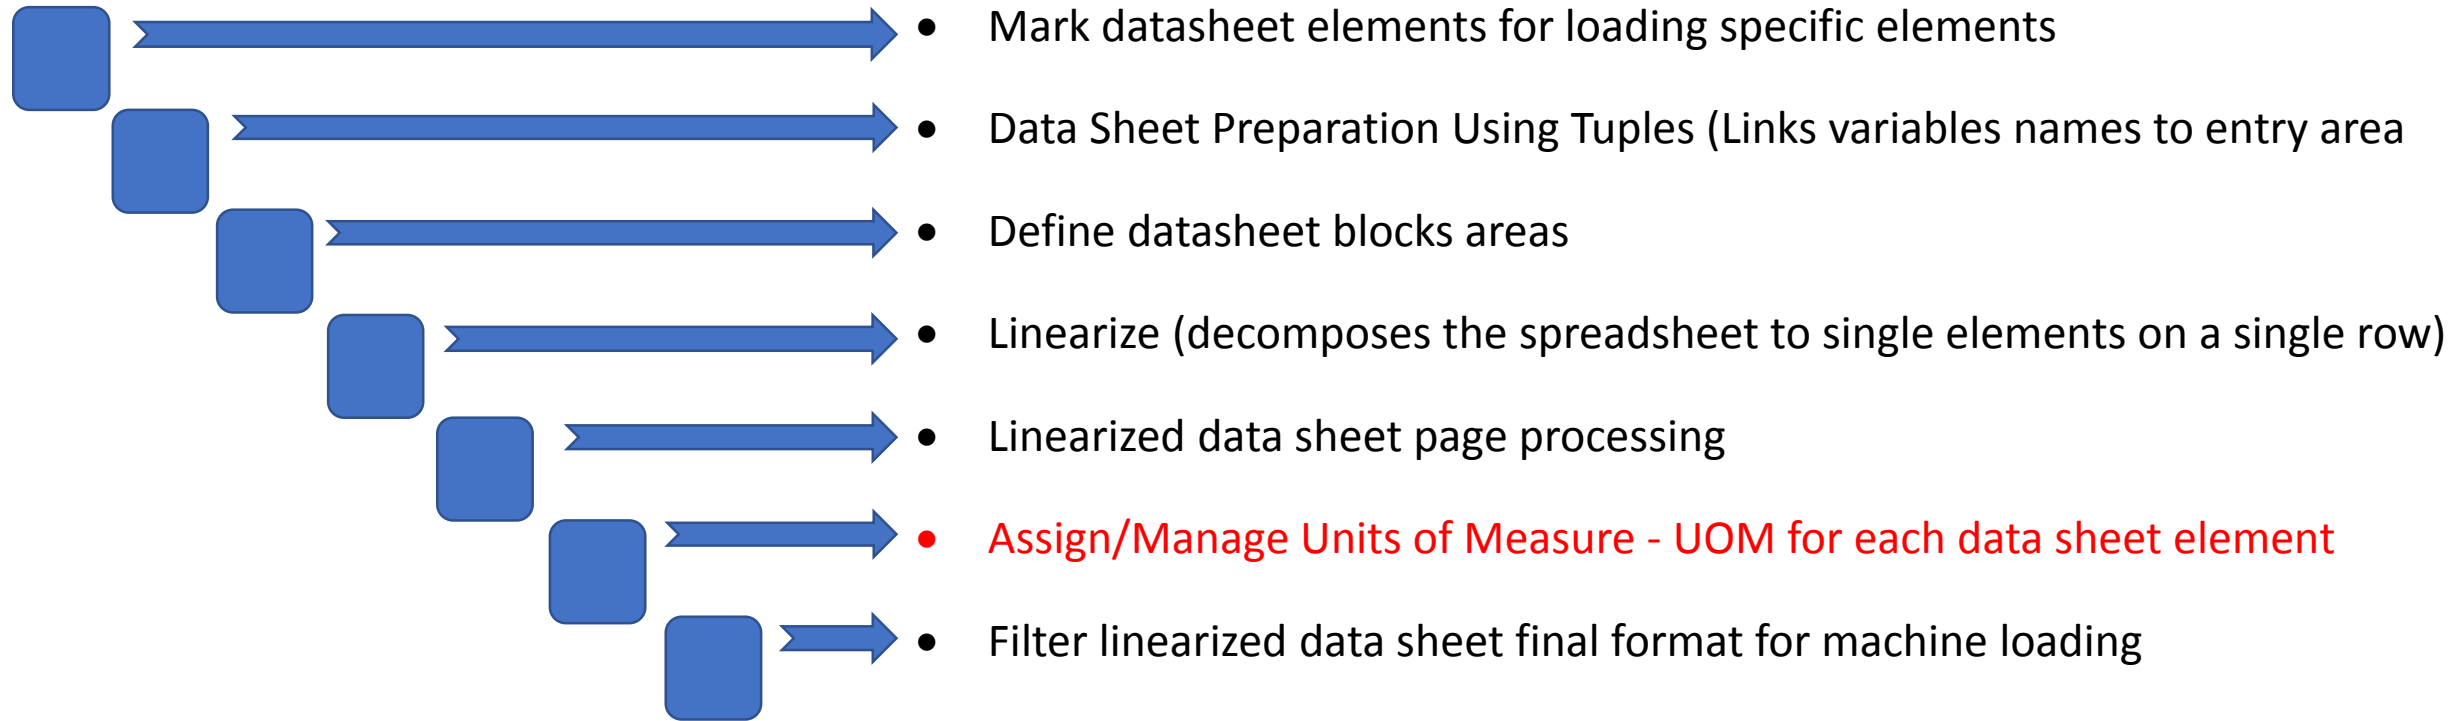 • Mark datasheet elements for loading specific elements
• Data Sheet Preparation Using Tuples (Links variables names to entry area
• Define datasheet blocks areas
• Linearize (decomposes the spreadsheet to single elements on a single row)
• Linearized data sheet page processing
• Assign/Manage Units of Measure - UOM for each data sheet element
• Filter linearized data sheet final format for machine loading